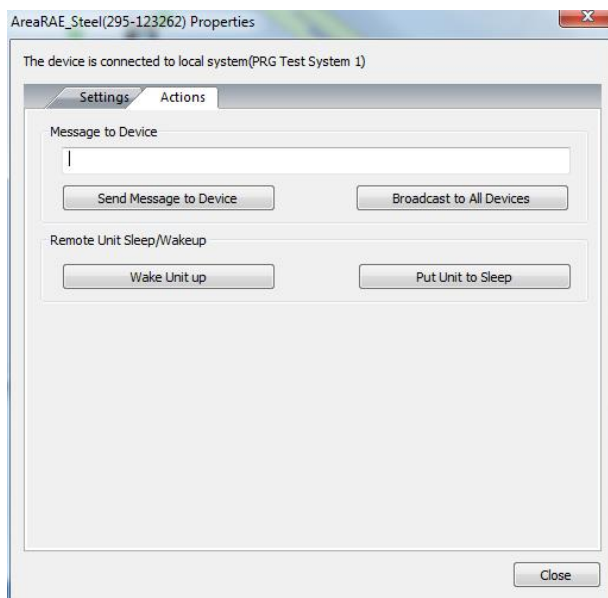 AreaRAE_Steel(295-123262) Properties
The device is connected to local system(PRG Test System 1)
Settings Actions
Message to Device
Send Message to Device Broadcast to All Devices
Remote Unit Sleep/Wakeup
Wake Unit up Put Unit to Sleep
Close